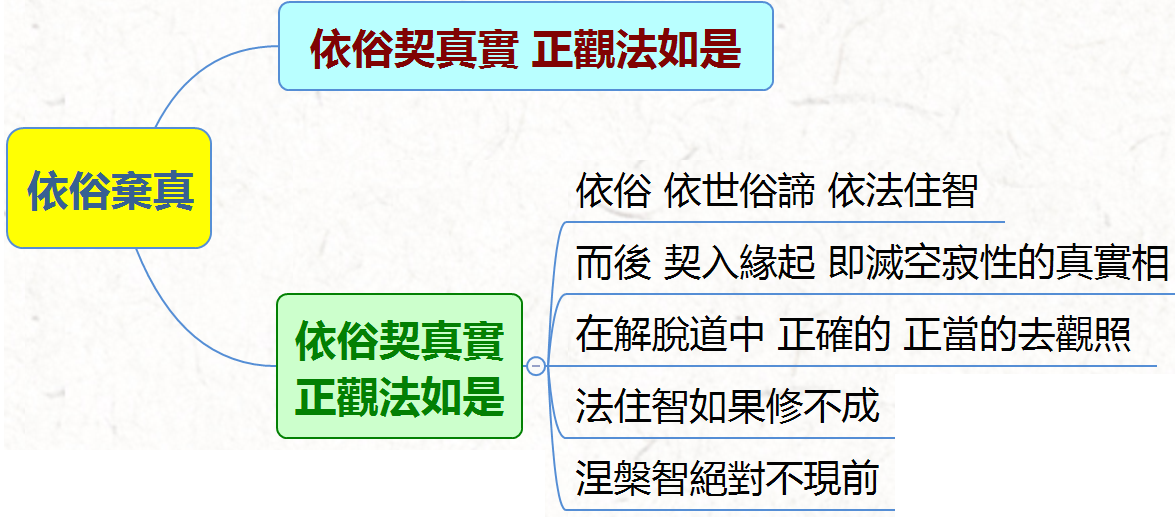 依俗契真實 正觀法如是
依俗棄真
依俗契真實
正觀法如是
依俗 依世俗諦 依法住智
而後 契入緣起 即滅空寂性的真實相
在解脫道中 正確的 正當的去觀照
法住智如果修不成
涅槃智絕對不現前